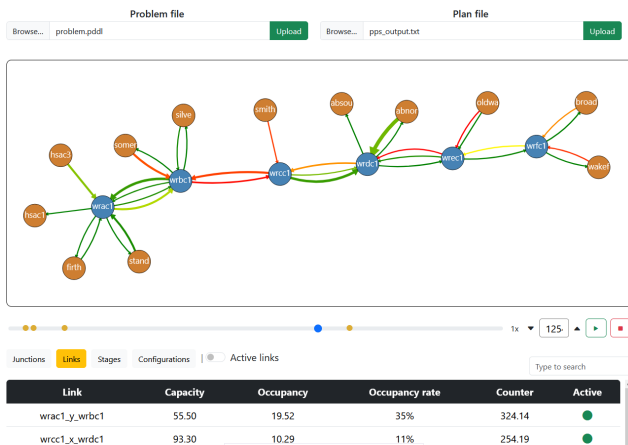 Problem file Plan file
Browse... problem.pddl Upload Browse... pps_output.txt Upload
silve smith absou abnor oldwa broad
somer
hsac3
wrbc1 wrcc1 wrdc1 wrec1 wrfc1 wakef
wrac1
hsac1
firth stand
1x 125
Junctions Links Stages Configurations | Active links
Type to search
Link Capacity Occupancy Occupancy rate Counter Active
wrac1_y_wrbc1 55.50 19.52 35% 324.14
wrcc1_x_wrdc1 93.30 10.29 11% 254.19